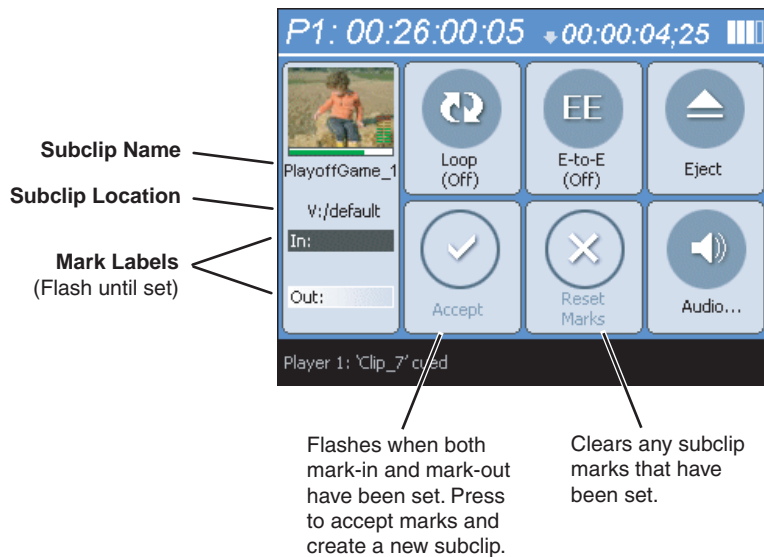 P1: 00:26:00:05 00:00:04;25
Subclip Name
PlayoffGame_1
Subclip Location
V:/default
Mark Labels
(Flash until set)
In:
Out:
Loop
(Off)
EE
E-to-E
(Off)
Eject
Accept
Reset
Marks
Audio...
Player 1: 'Clip_7' cued
Flashes when both
mark-in and mark-out
have been set. Press
to accept marks and
create a new subclip.
Clears any subclip
marks that have
been set.